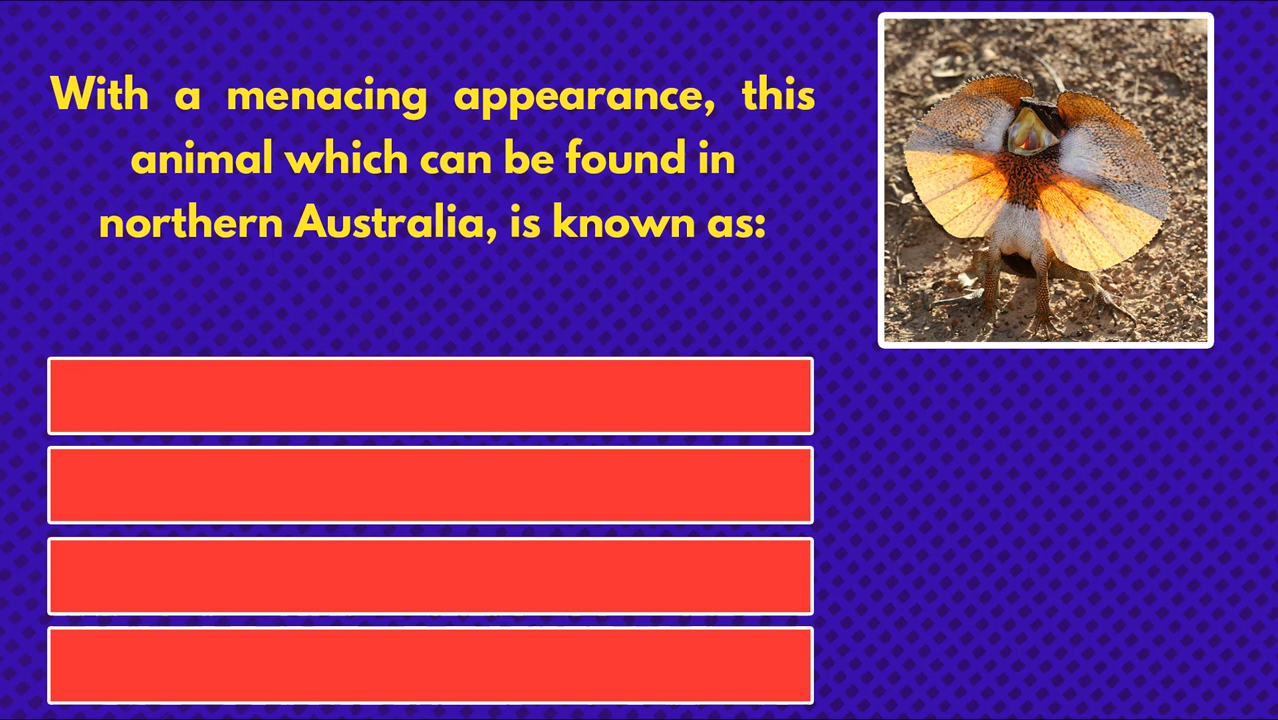 With a menacing appearance, this
animal which can be found in
northern Australia, is known as: